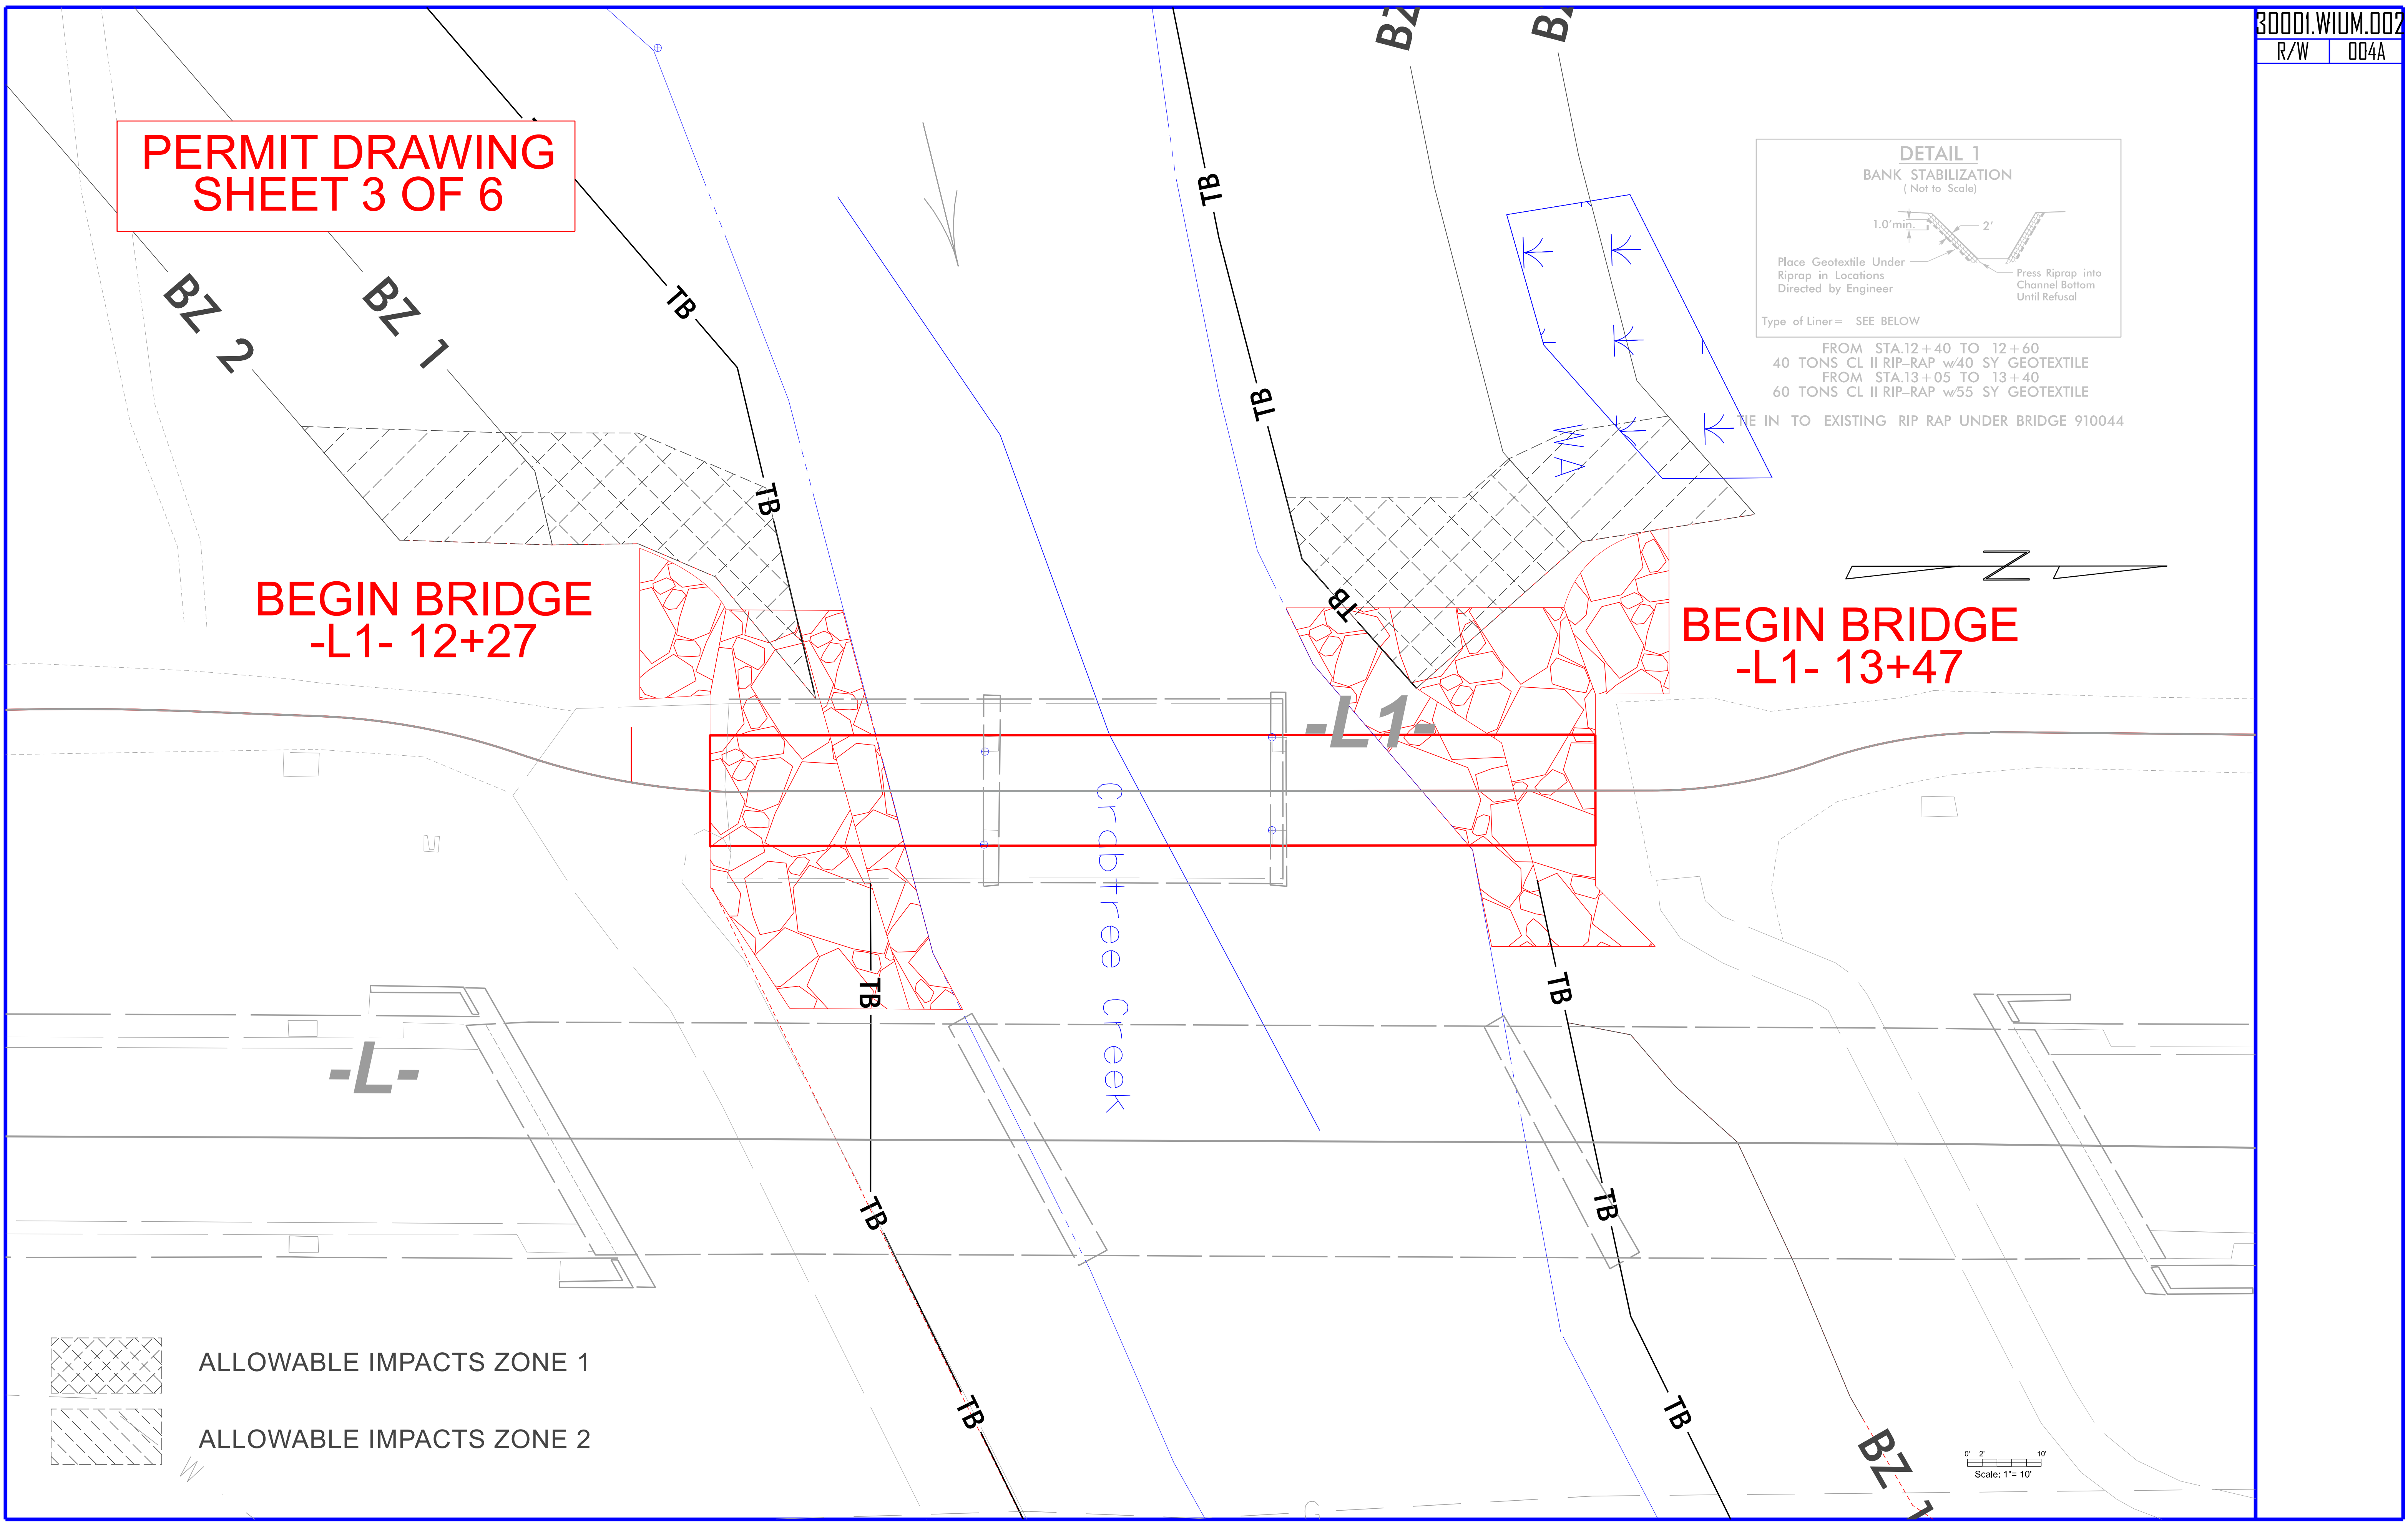 30001.WIUM.002
R/W 004A
PERMIT DRAWING
SHEET 3 OF 6
BZ 2
BZ 1
TB
TB
TB
TB
TB
DETAIL 1
BANK STABILIZATION
( Not to Scale)
1.0'min.
2'
Place Geotextile Under
Riprap in Locations
Directed by Engineer
Press Riprap into
Channel Bottom
Until Refusal
Type of Liner= SEE BELOW
FROM STA.12+40 TO 12+60
40 TONS CL II RIP-RAP w/40 SY GEOTEXTILE
FROM STA.13+05 TO 13+40
60 TONS CL II RIP-RAP w/55 SY GEOTEXTILE
TIE IN TO EXISTING RIP RAP UNDER BRIDGE 910044
WA
BEGIN BRIDGE
-L1- 12+27
BEGIN BRIDGE
-L1- 13+47
Z
-L1-
Crabtree Creek
TB
TB
-L-
TB
TB
TB
TB
BZ 1
ALLOWABLE IMPACTS ZONE 1
ALLOWABLE IMPACTS ZONE 2
W
G
0' 2' 10'
Scale: 1"= 10'